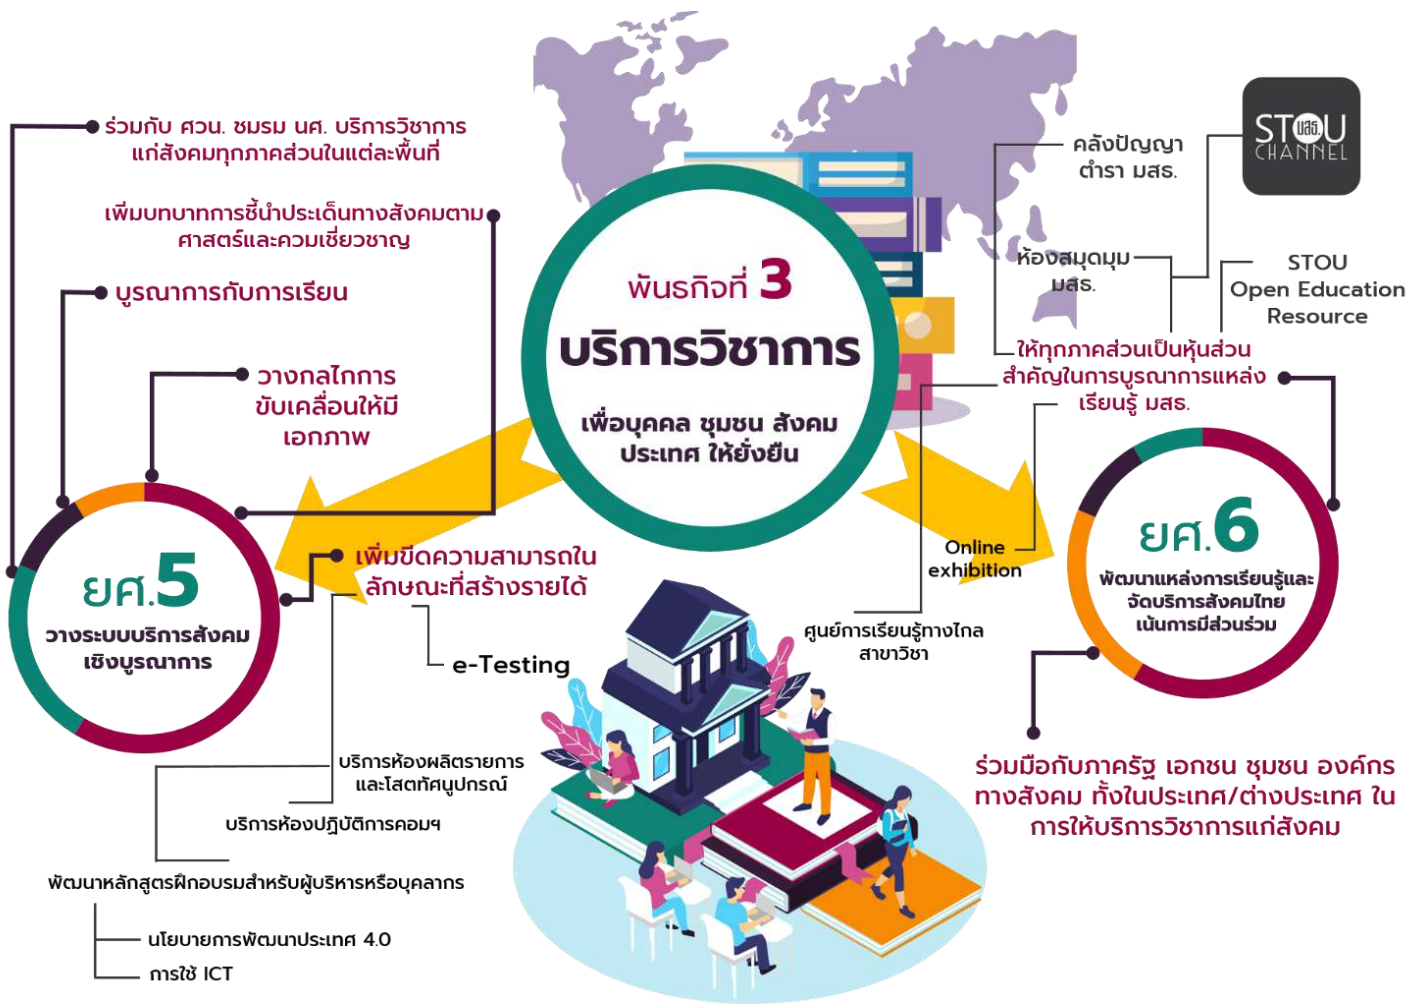 พันธกิจที่ 3
บริการวิชาการ
เพื่อบุคคล ชุมชน สังคม
ประเทศ ให้ยั่งยืน
ร่วมกับ ศวน. ชมรม นศ. บริการวิชาการ
แก่สังคมทุกภาคส่วนในแต่ละพื้นที่
เพิ่มบทบาทการชี้นำประเด็นทางสังคมตาม
ศาสตร์และควมเชี่ยวชาญ
บูรณาการกับการเรียน
วางกลไกการ
ขับเคลื่อนให้มี
เอกภาพ
ยศ.5
วางระบบบริการสังคม
เชิงบูรณาการ
เพิ่มขีดความสามารถใน
ลักษณะที่สร้างรายได้
e-Testing
บริการห้องผลิตรายการ
และโสตทัศนูปกรณ์
บริการห้องปฏิบัติการคอมฯ
พัฒนาหลักสูตรฝึกอบรมสำหรับผู้บริหารหรือบุคลากร
นโยบายการพัฒนาประเทศ 4.0
การใช้ ICT
คลังปัญญา
ตำรา มสธ.
STOU
มสธ.
CHANNEL
ห้องสมุดมุม
มสธ.
STOU
Open Education
Resource
ให้ทุกภาคส่วนเป็นหุ้นส่วน
สำคัญในการบูรณาการแหล่ง
เรียนรู้ มสธ.
Online
exhibition
ศูนย์การเรียนรู้ทางไกล
สาขาวิชา
ยศ.6
พัฒนาแหล่งการเรียนรู้และ
จัดบริการสังคมไทย
เน้นการมีส่วนร่วม
ร่วมมือกับภาครัฐ เอกชน ชุมชน องค์กร
ทางสังคม ทั้งในประเทศ/ต่างประเทศ ใน
การให้บริการวิชาการแก่สังคม